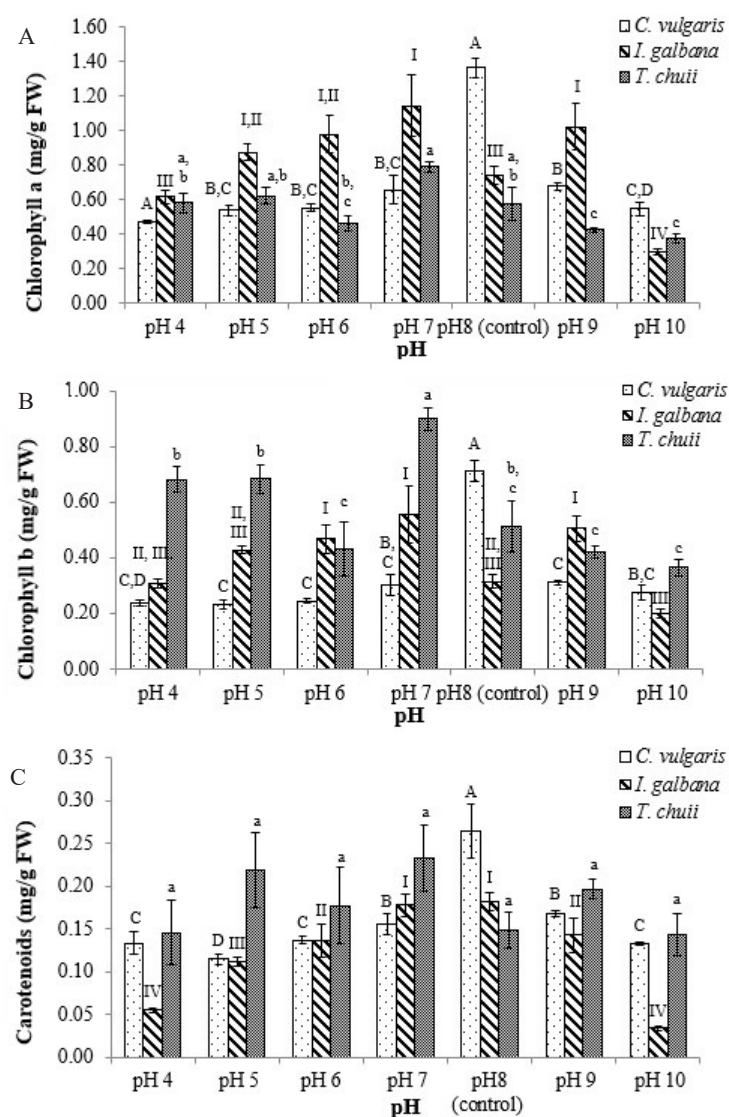 A
Chlorophyll a (mg/g FW)
1.60
1.40
1.20
1.00
0.80
0.60
0.40
0.20
0.00
C. vulgaris
I. galbana
T. chuii
A
III
a,
b
B,C
I,II
a,b
B,C
I,II
b,
c
B,C
I
a
A
III
a,
b
B
I
c
C,D
IV
c
pH 4 pH 5 pH 6 pH 7 pH8 (control) pH 9 pH 10
pH
B
Chlorophyll b (mg/g FW)
1.00
0.80
0.60
0.40
0.20
0.00
C. vulgaris
I. galbana
T. chuii
C,D
II, III,
b
C
II,
III
b
C
I
c
B,
C
I
a
A
II,
III
b,
c
C
I
c
B,C
III
c
pH 4 pH 5 pH 6 pH 7 pH8 (control) pH 9 pH 10
pH
C
Carotenoids (mg/g FW)
0.35
0.30
0.25
0.20
0.15
0.10
0.05
0.00
C. vulgaris
I. galbana
T. chuii
C
IV
a
D
III
a
C
II
a
B
I
a
A
I
a
B
II
a
C
IV
a
pH 4 pH 5 pH 6 pH 7 pH8 pH 9 pH 10
(control)
pH